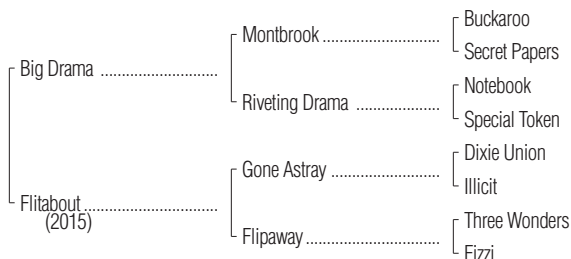 Buckaroo
Montbrook
Secret Papers
Big Drama
Notebook
Riveting Drama
Special Token
Dixie Union
Gone Astray
Illicit
Flitabout
(2015)
Three Wonders
Flipaway
Fizzi